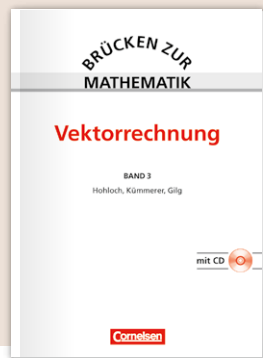 BRÜCKEN ZUR
MATHEMATIK
Vektorrechnung
BAND 3
Hohloch, Kümmerer, Gilg
mit CD
Cornelsen